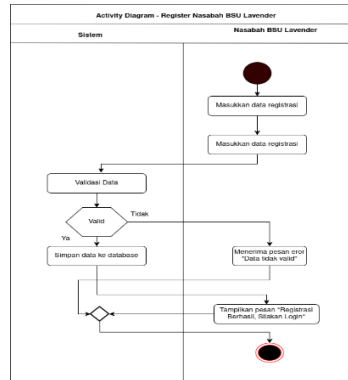 Activity Diagram - Register Nasabah BSU Lavender
Sistem
Nasabah BSU Lavender
Masukkan data registrasi
Masukkan data registrasi
Validasi Data
Valid
Tidak
Ya
Simpan data ke database
Menerima pesan eror
"Data tidak valid"
Tampilkan pesan "Registrasi
Berhasil, Silakan Login"